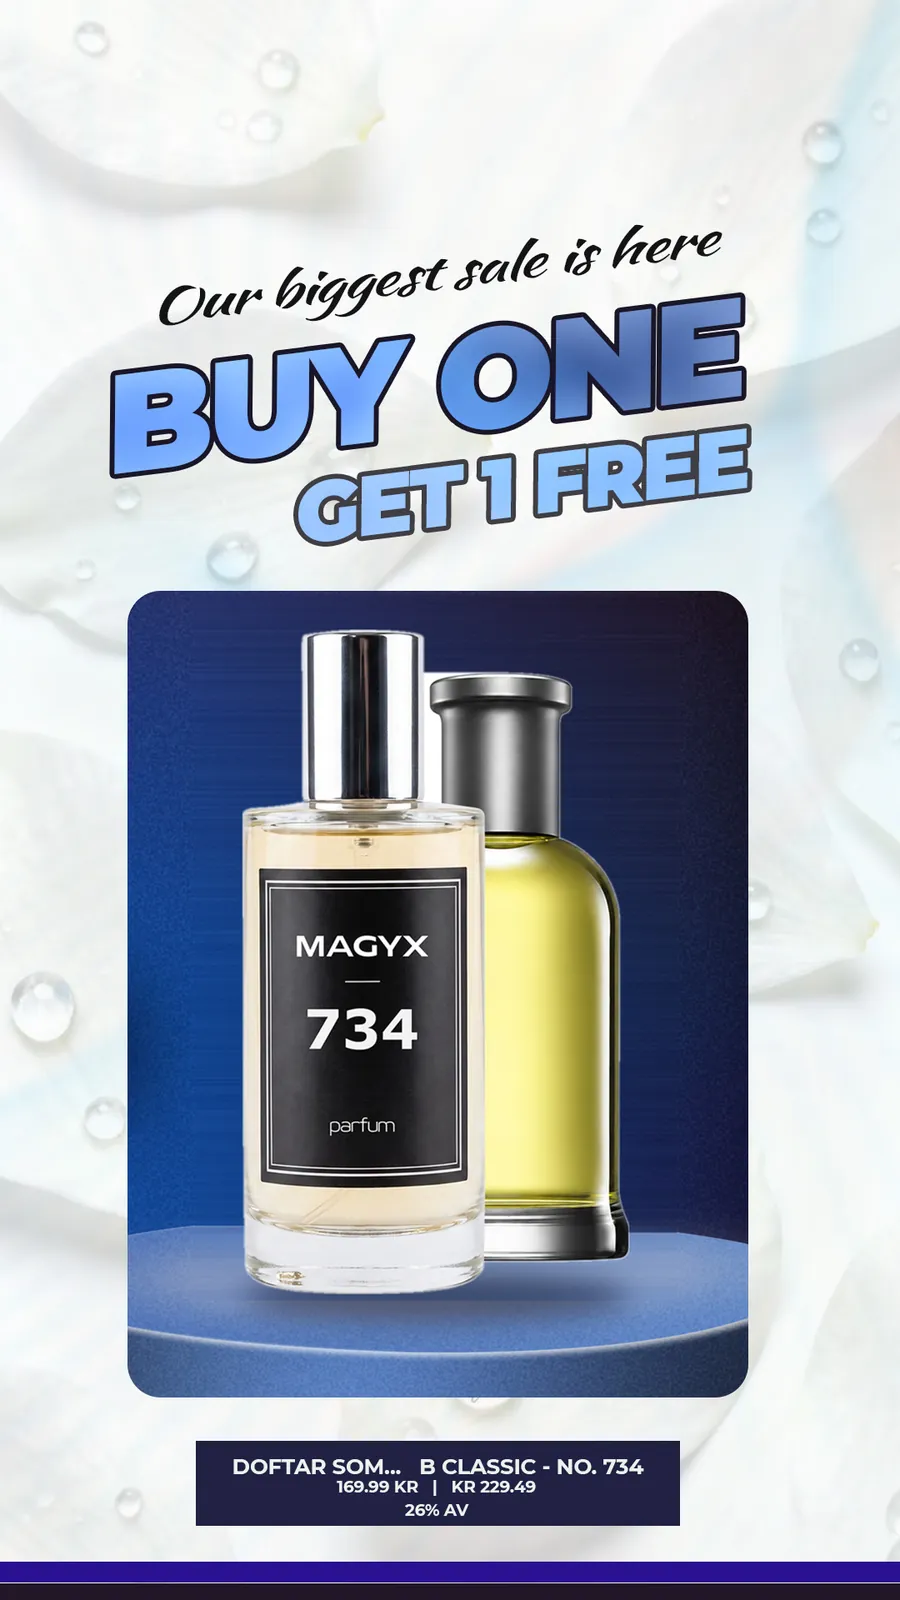 Our biggest sale is here
BUY ONE
GET 1 FREE
MAGYX
734
parfum
DOFTAR SOM... B CLASSIC - NO. 734
169.99 KR | KR 229.49
26% AV